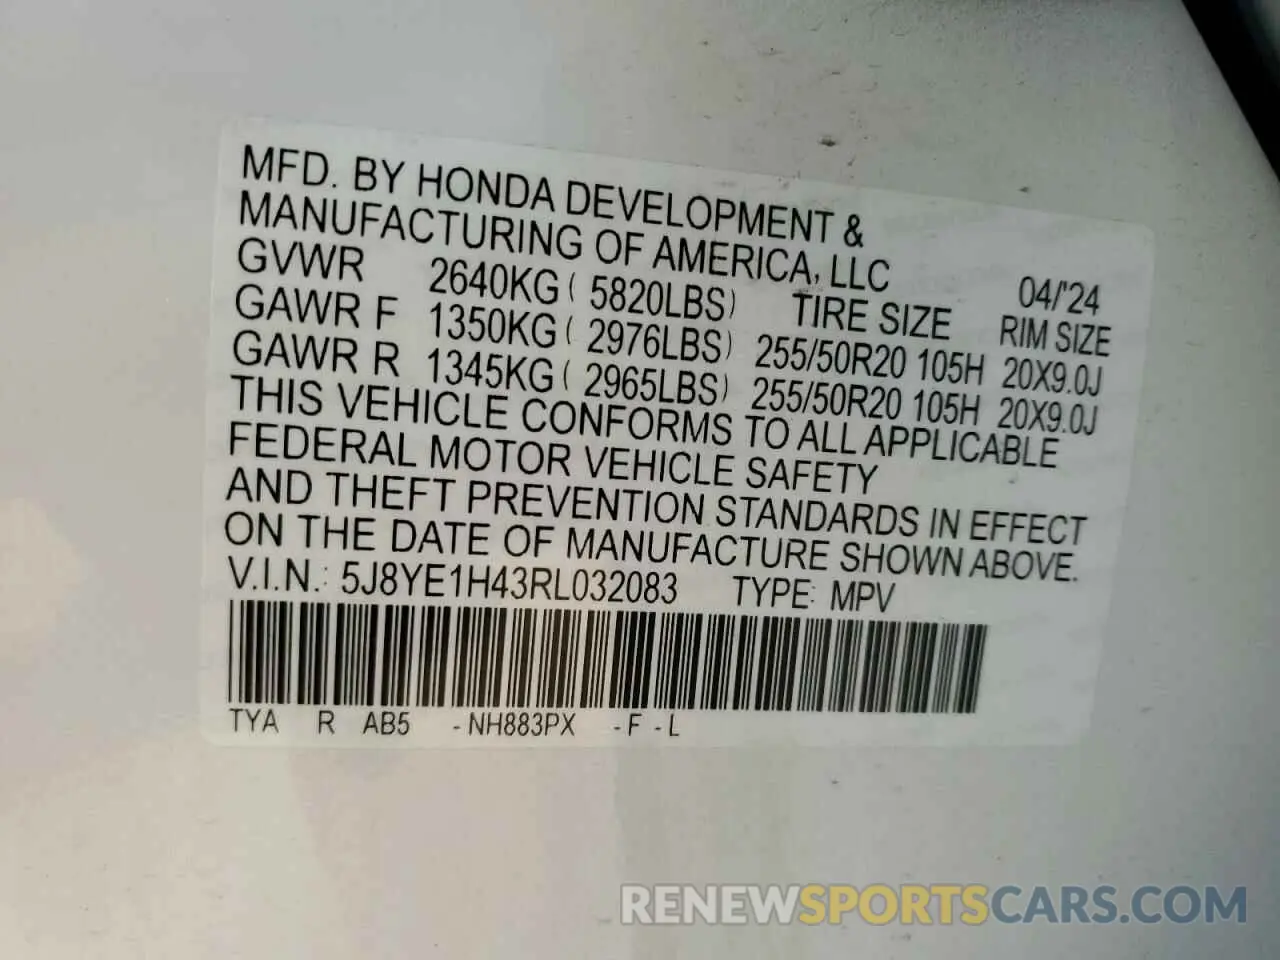 MFD. BY HONDA DEVELOPMENT &
MANUFACTURING OF AMERICA, LLC 04/'24
GVWR 2640KG ( 5820LBS) TIRE SIZE RIM SIZE
GAWR F 1350KG ( 2976LBS) 255/50R20 105H 20X9.0J
GAWR R 1345KG ( 2965LBS) 255/50R20 105H 20X9.0J
THIS VEHICLE CONFORMS TO ALL APPLICABLE
FEDERAL MOTOR VEHICLE SAFETY
AND THEFT PREVENTION STANDARDS IN EFFECT
ON THE DATE OF MANUFACTURE SHOWN ABOVE.
V.I.N.: 5J8YE1H43RL032083 TYPE: MPV
TYA R AB5 -NH883PX -F -L
RENEWSPORTSCARS.COM